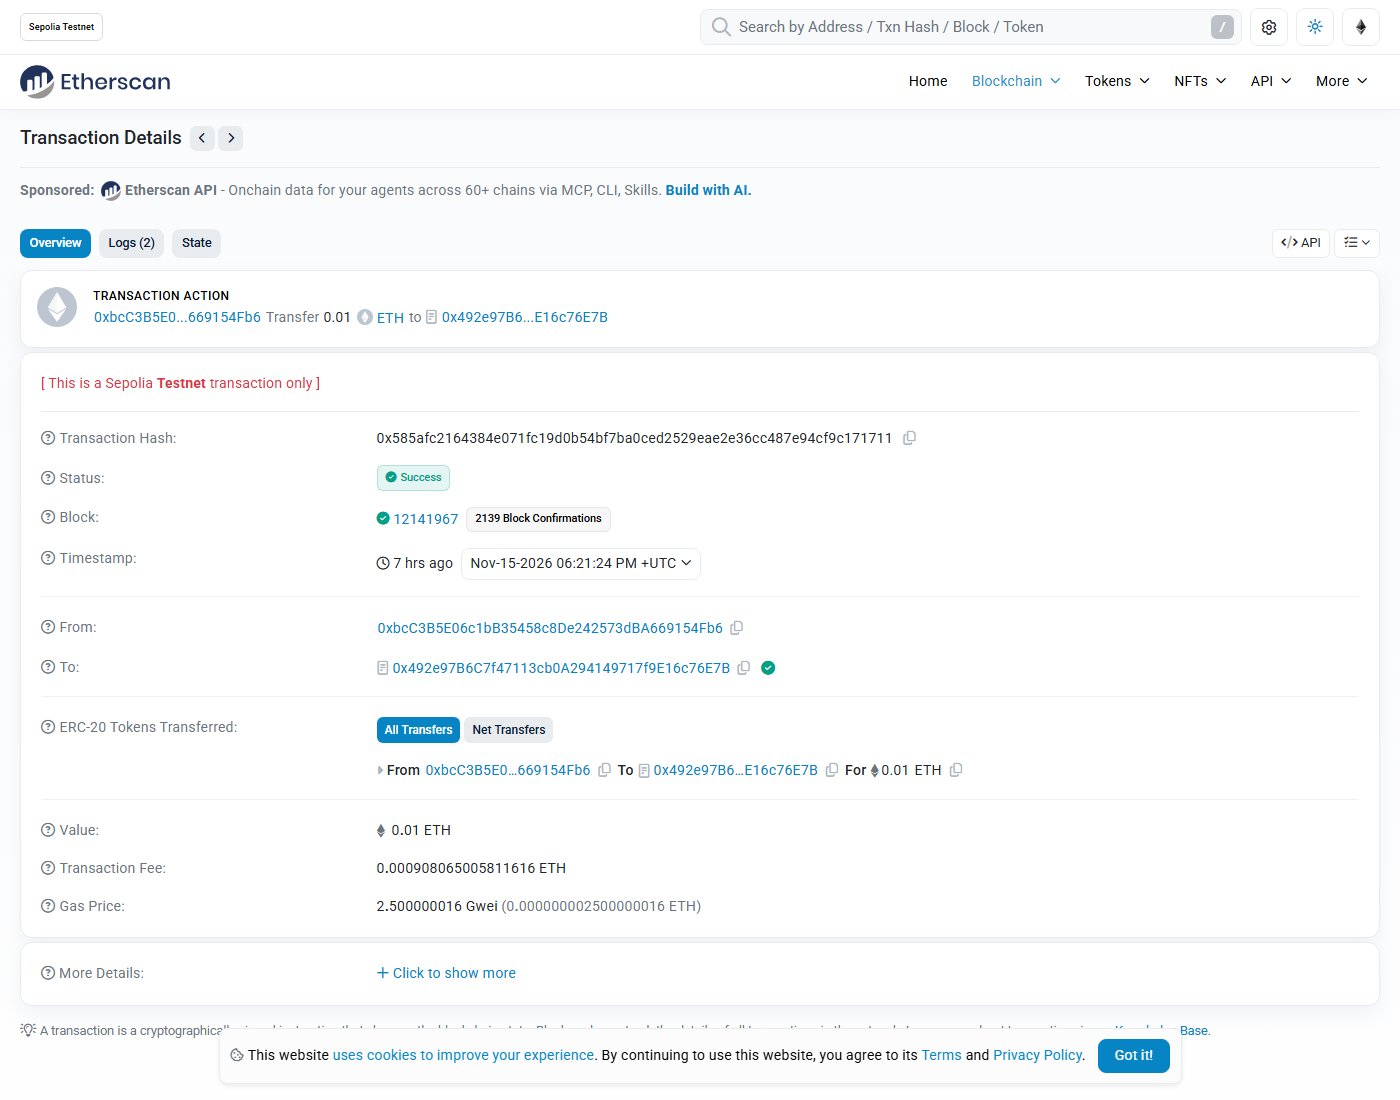 Sepolia Testnet
Search by Address / Txn Hash / Block / Token /
Etherscan
Home Blockchain Tokens NFTs API More
Transaction Details
Sponsored: Etherscan API - Onchain data for your agents across 60+ chains via MCP, CLI, Skills. Build with AI.
Overview Logs (2) State </> API
TRANSACTION ACTION
0xbcC3B5E0...669154Fb6 Transfer 0.01 ETH to 0x492e97B6...E16c76E7B
[ This is a Sepolia Testnet transaction only ]
Transaction Hash: 0x585afc2164384e071fc19d0b54bf7ba0ced2529eae2e36cc487e94cf9c171711
Status: Success
Block: 12141967 2139 Block Confirmations
Timestamp: 7 hrs ago Nov-15-2026 06:21:24 PM +UTC
From: 0xbcC3B5E06c1bB35458c8De242573dBA669154Fb6
To: 0x492e97B6C7f47113cb0A294149717f9E16c76E7B
ERC-20 Tokens Transferred: All Transfers Net Transfers
From 0xbcC3B5E0...669154Fb6 To 0x492e97B6...E16c76E7B For 0.01 ETH
Value: 0.01 ETH
Transaction Fee: 0.000908065005811616 ETH
Gas Price: 2.500000016 Gwei (0.000000002500000016 ETH)
More Details: + Click to show more
A transaction is a cryptographically Base.
This website uses cookies to improve your experience. By continuing to use this website, you agree to its Terms and Privacy Policy. Got it!